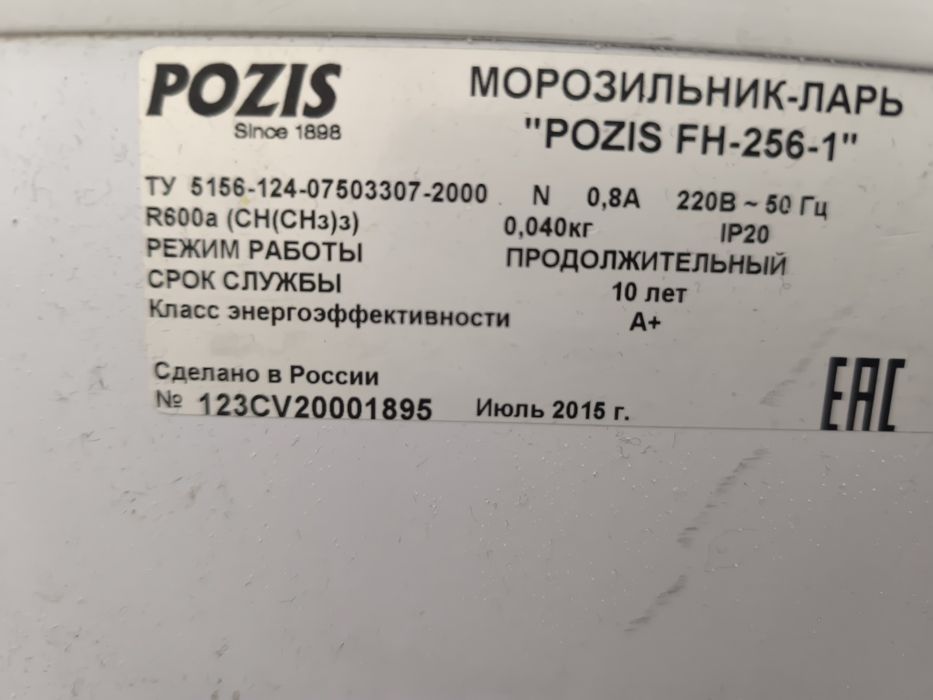 POZIS
Since 1898
МОРОЗИЛЬНИК-ЛАРЬ
"POZIS FH-256-1"
ТУ 5156-124-07503307-2000 N 0,8А 220В ~ 50 Гц
R600a (CH(CH3)3) 0,040кг IP20
РЕЖИМ РАБОТЫ ПРОДОЛЖИТЕЛЬНЫЙ
СРОК СЛУЖБЫ 10 лет
Класс энергоэффективности А+
Сделано в России
№ 123CV20001895 Июль 2015 г.
EAC